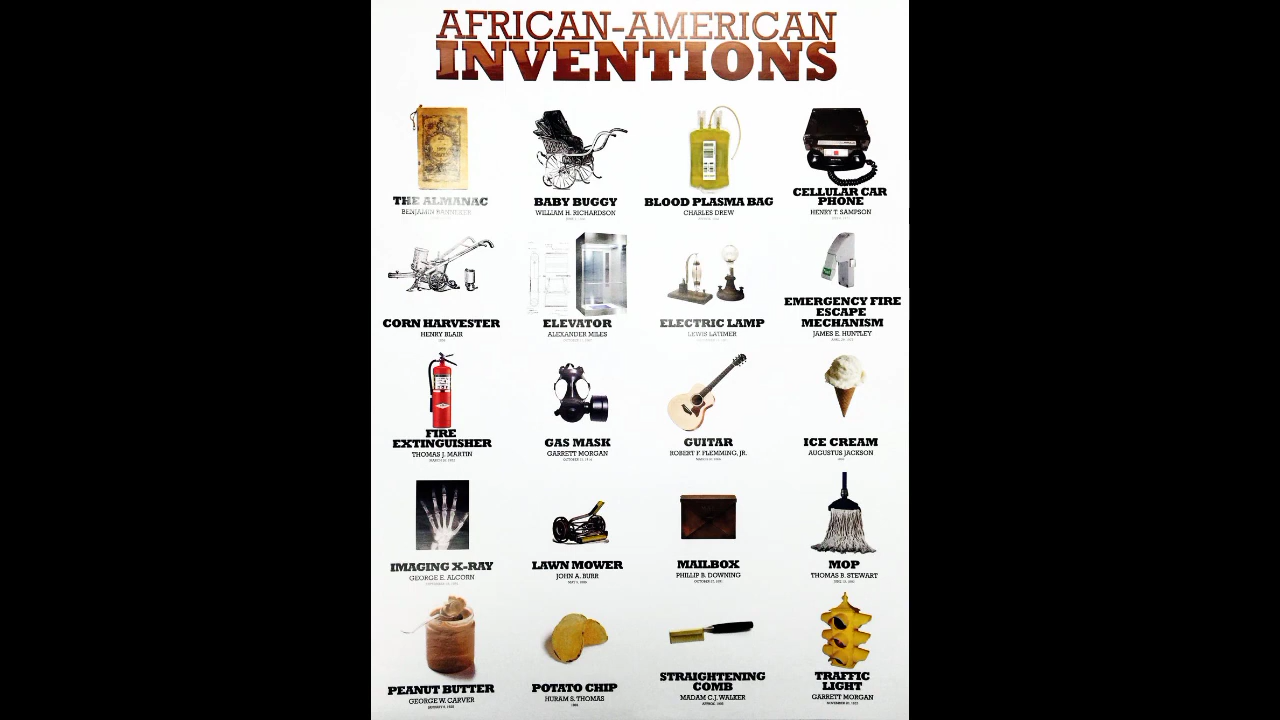 AFRICAN-AMERICAN
INVENTIONS
THE ALMANAC
BENJAMIN BANNEKER
BABY BUGGY
WILLIAM H. RICHARDSON
BLOOD PLASMA BAG
CHARLES DREW
CELLULAR CAR
PHONE
HENRY T. SAMPSON
CORN HARVESTER
HENRY BLAIR
ELEVATOR
ALEXANDER MILES
ELECTRIC LAMP
LEWIS LATIMER
EMERGENCY FIRE
ESCAPE
MECHANISM
JAMES E. HUNTLEY
FIRE
EXTINGUISHER
THOMAS J. MARTIN
GAS MASK
GARRETT MORGAN
GUITAR
ROBERT F. FLEMMING, JR.
ICE CREAM
AUGUSTUS JACKSON
IMAGING X-RAY
GEORGE E. ALCORN
LAWN MOWER
JOHN A. BURR
MAILBOX
PHILLIP B. DOWNING
MOP
THOMAS B. STEWART
PEANUT BUTTER
GEORGE W. CARVER
POTATO CHIP
HURAM S. THOMAS
STRAIGHTENING
COMB
MADAM C.J. WALKER
TRAFFIC
LIGHT
GARRETT MORGAN